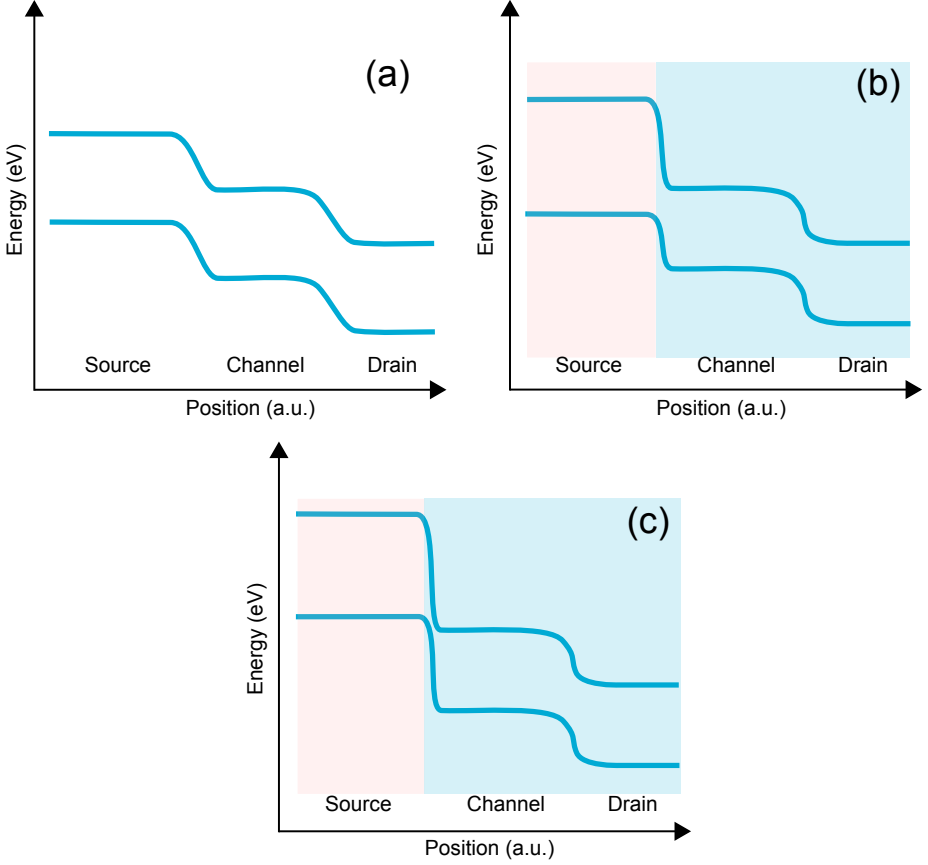 (a)
Energy (eV)
Source Channel Drain
Position (a.u.)
(b)
Energy (eV)
Source Channel Drain
Position (a.u.)
(c)
Energy (eV)
Source Channel Drain
Position (a.u.)